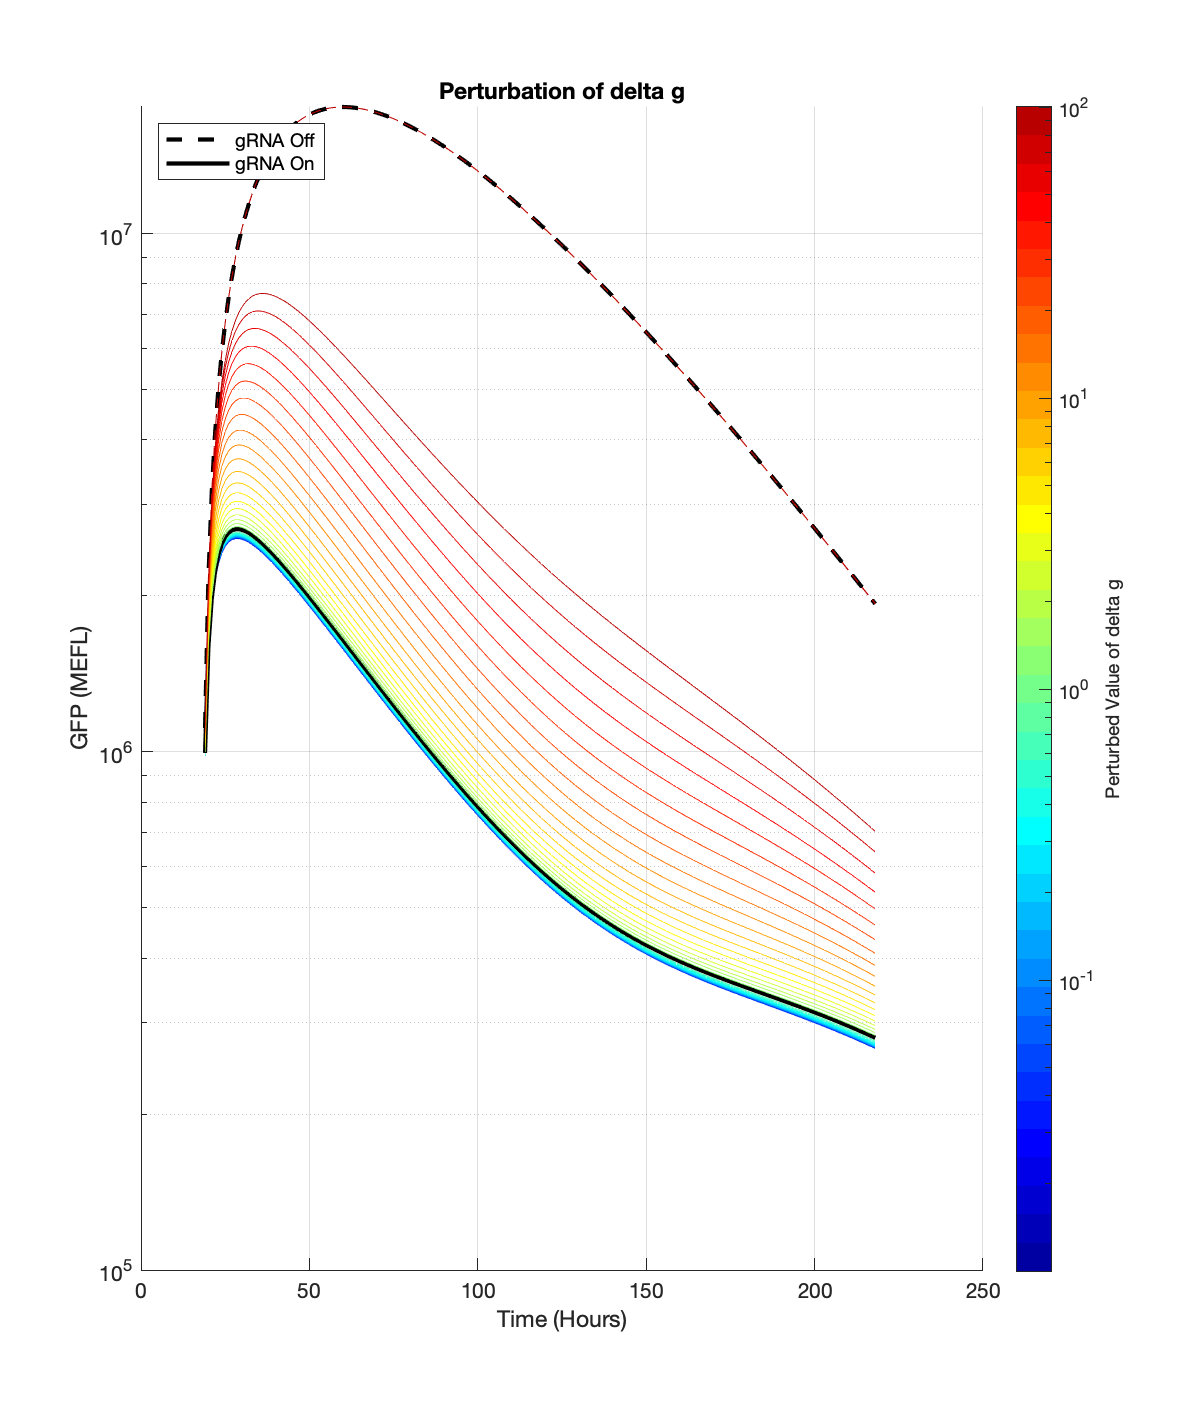 Perturbation of delta g
gRNA Off
gRNA On
GFP (MEFL)
10^7
10^6
10^5
0
50
100
150
200
250
Time (Hours)
10^2
10^1
10^0
10^-1
Perturbed Value of delta g